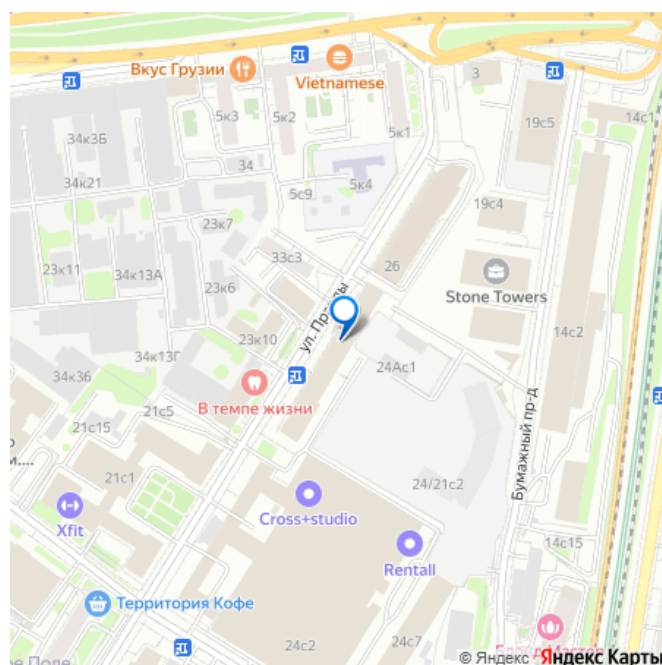 Вкус Грузии
Vietnamese
3
14с1
19с5
5к3
5к2
5к1
34к3Б
34
34к21
5с9
5к4
23к7
19с4
33с3
26
23к11
34к13А
23к6
Stone Towers
ул. Правды
23к10
14с2
34к13Г
24Ас1
34к36
В темпе жизни
21с5
21с15
Бумажный пр-д
21с1
24/21с2
Xfit
Cross+studio
14с15
Rentall
Территория Кофе
24с2
24с7
© Яндекс Яндекс Карты